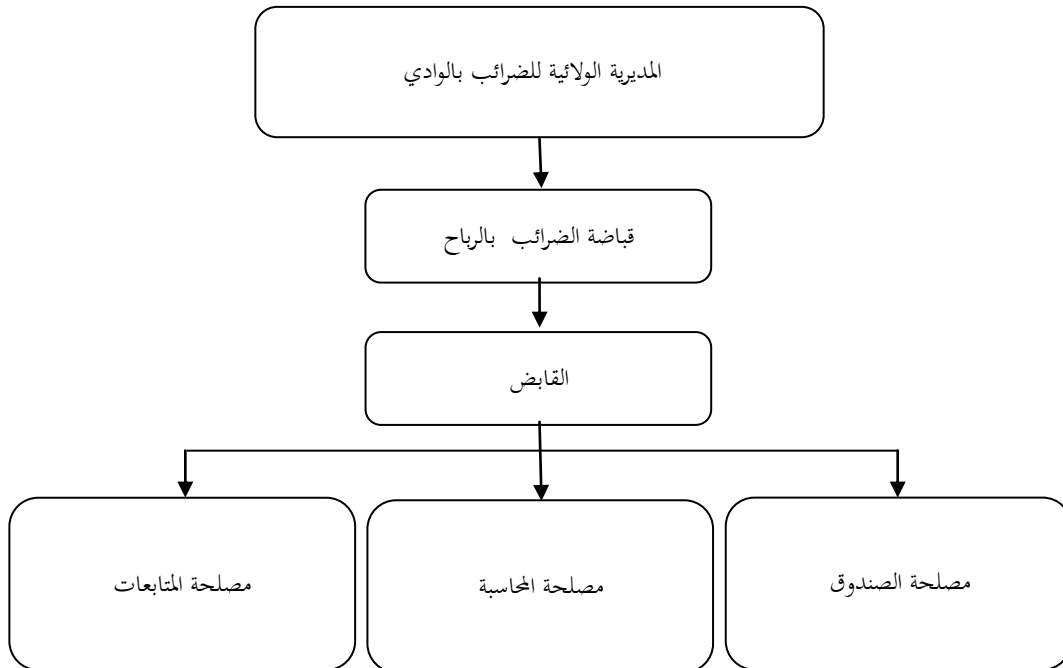 المديرية الولائية للضرائب بالوادي
قباضة الضرائب بالرباح
القابض
مصلحة الصندوق
مصلحة المحاسبة
مصلحة المتابعات